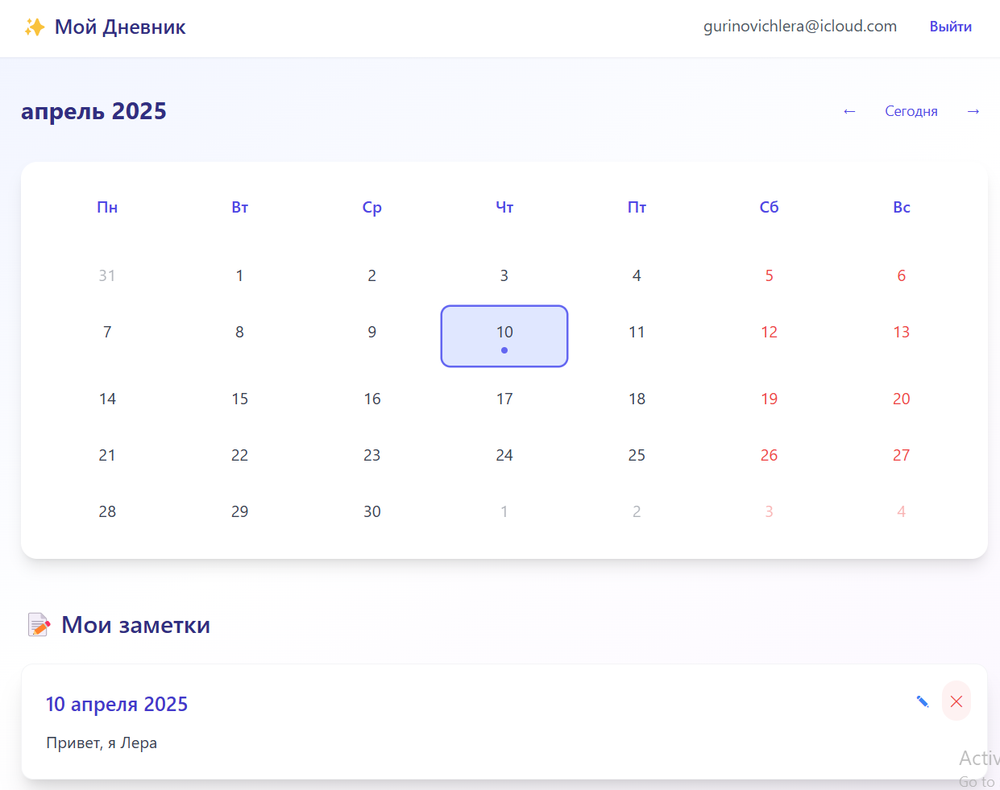 Мой Дневник gurinovichlera@icloud.com Выйти
апрель 2025 ← Сегодня →
Пн Вт Ср Чт Пт Сб Вс
31 1 2 3 4 5 6
7 8 9 10 11 12 13
14 15 16 17 18 19 20
21 22 23 24 25 26 27
28 29 30 1 2 3 4
Мои заметки
10 апреля 2025
Привет, я Лера
Go to